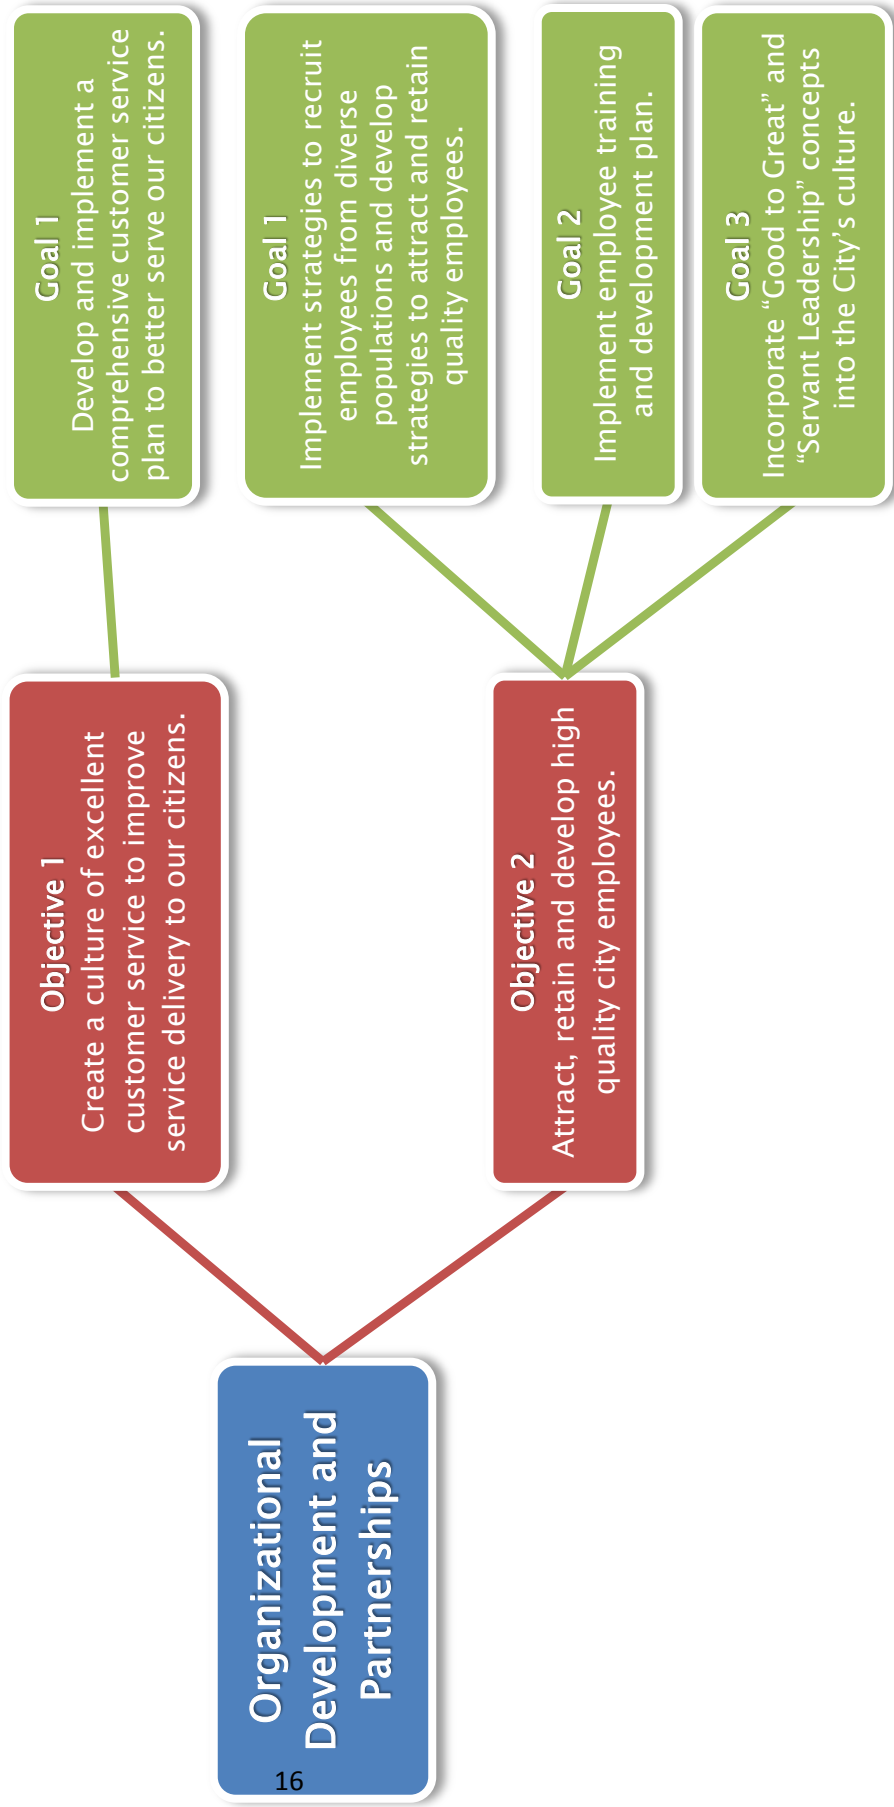 Organizational
Development and
Partnerships
Objective 1
Create a culture of excellent
customer service to improve
service delivery to our citizens.
Goal 1
Develop and implement a
comprehensive customer service
plan to better serve our citizens.
Objective 2
Attract, retain and develop high
quality city employees.
Goal 1
Implement strategies to recruit
employees from diverse
populations and develop
strategies to attract and retain
quality employees.
Goal 2
Implement employee training
and development plan.
Goal 3
Incorporate “Good to Great” and
“Servant Leadership” concepts
into the City’s culture.
16